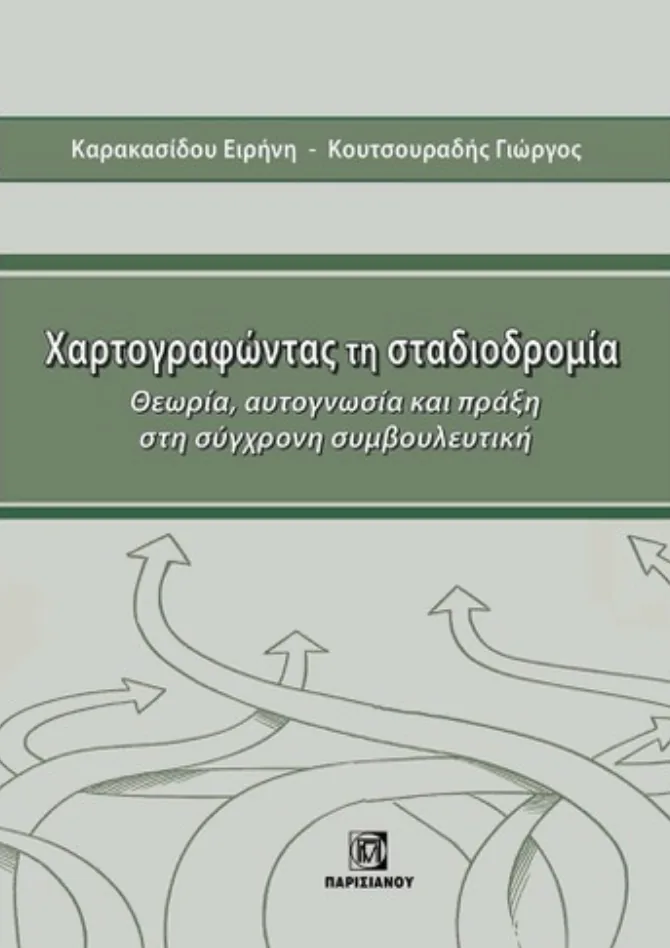 Καρακασίδου Ειρήνη - Κουτσουραδής Γιώργος
Χαρτογραφώντας τη σταδιοδρομία
Θεωρία, αυτογνωσία και πράξη
στη σύγχρονη συμβουλευτική
ΠΑΡΙΣΙΑΝΟΥ